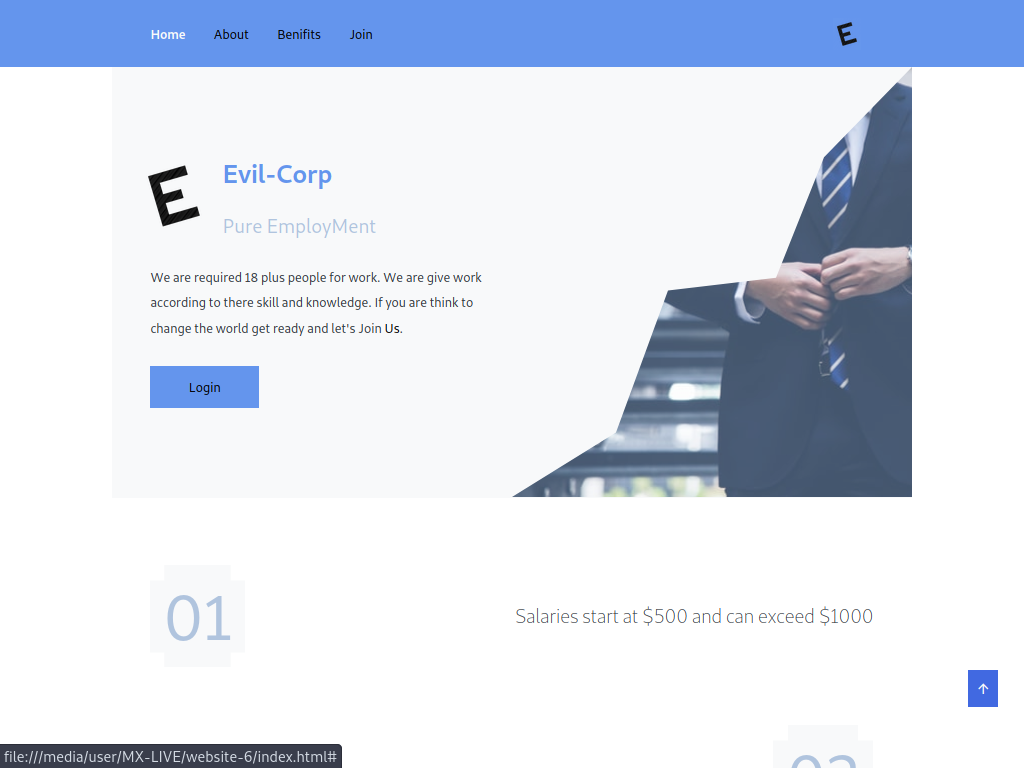 Home About Benifits Join E
E
Evil-Corp
Pure EmployMent
We are required 18 plus people for work. We are give work
according to there skill and knowledge. If you are think to
change the world get ready and let's Join Us.
Login
01
Salaries start at $500 and can exceed $1000
file:///media/user/MX-LIVE/website-6/index.html#